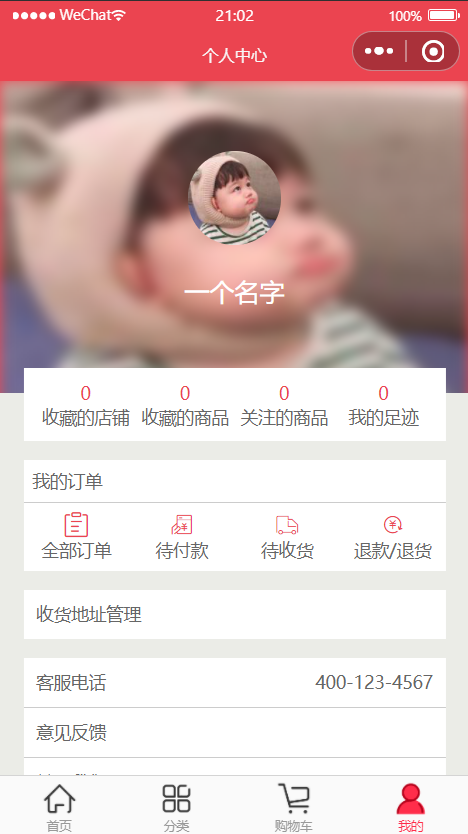 WeChat 21:02 100%
个人中心
一个名字
0 0 0 0
收藏的店铺 收藏的商品 关注的商品 我的足迹
我的订单
全部订单 待付款 待收货 退款/退货
收货地址管理
客服电话 400-123-4567
意见反馈
首页 分类 购物车 我的